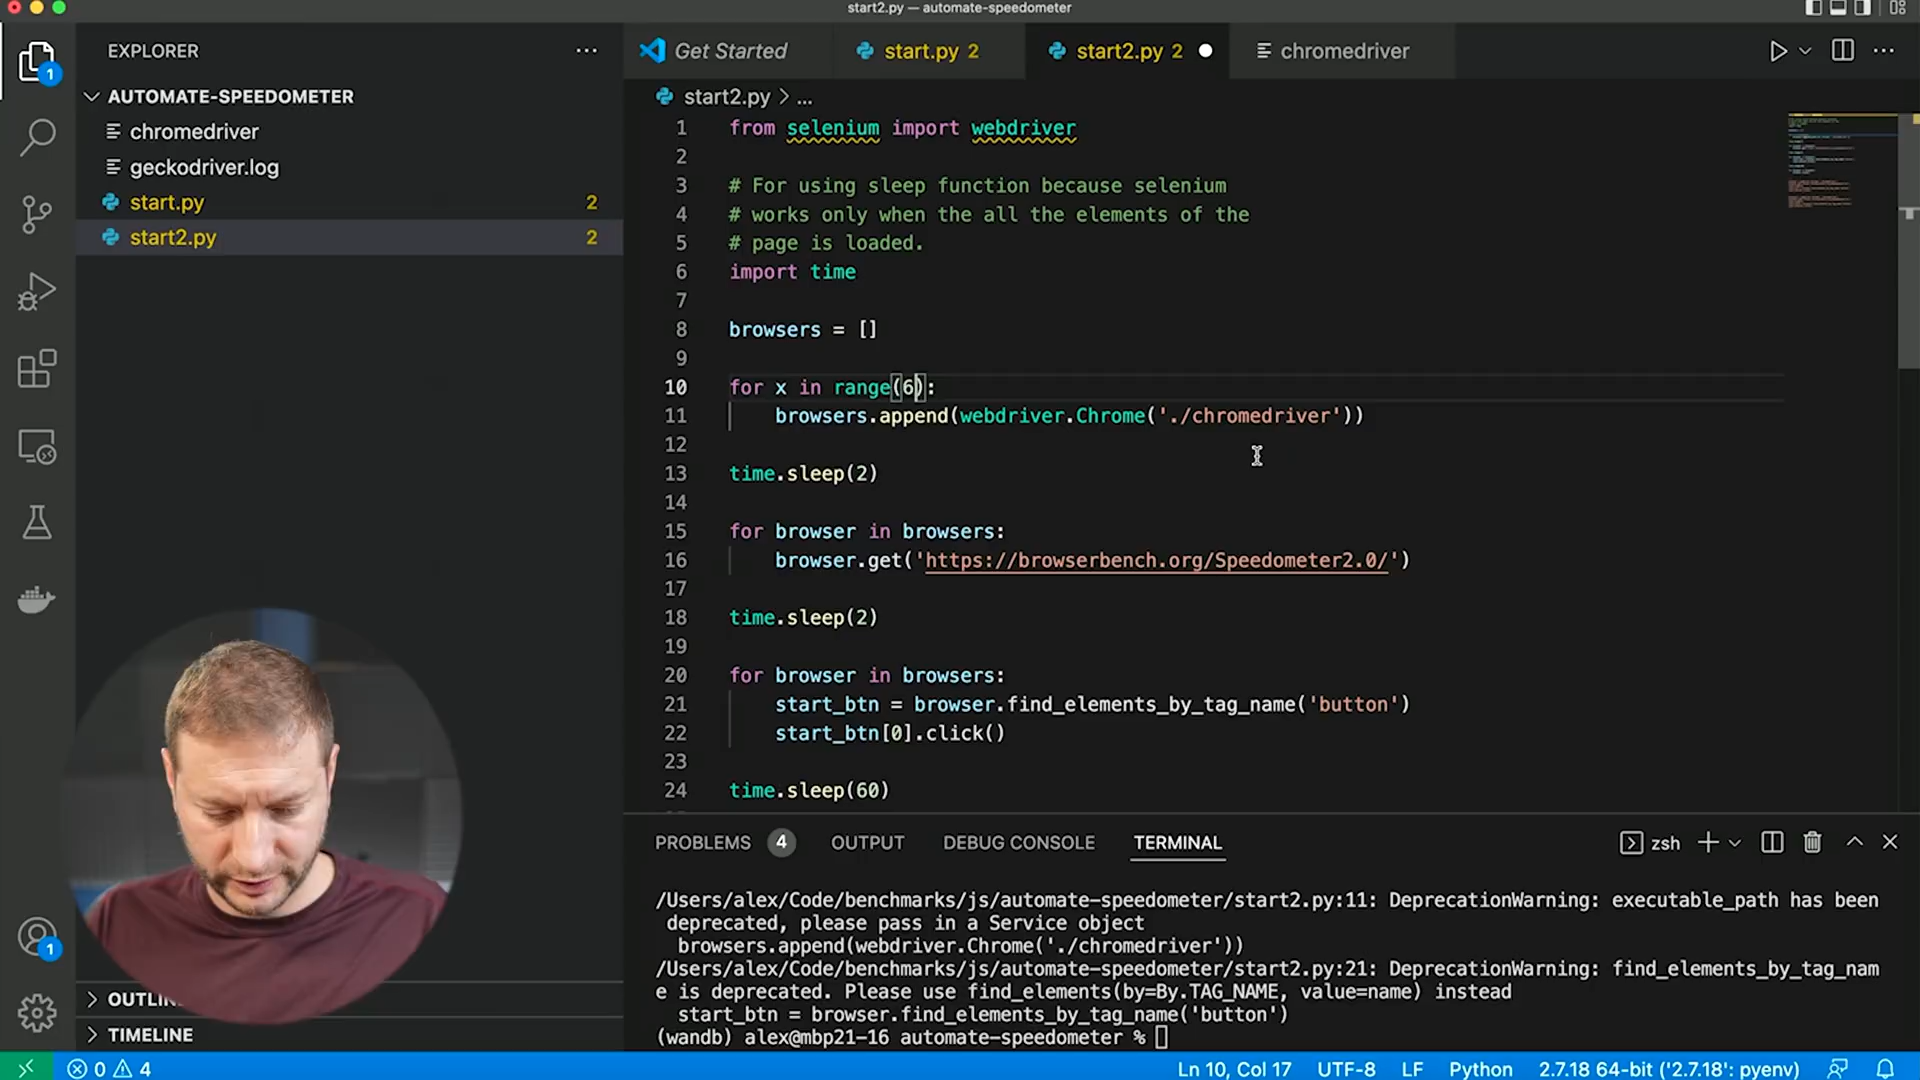 start2.py — automate-speedometer
EXPLORER
AUTOMATE-SPEEDOMETER
chromedriver
geckodriver.log
start.py 2
start2.py 2
OUTLIN
TIMELINE
1
1
Get Started
start.py 2
start2.py 2
chromedriver
start2.py > ...
1 from selenium import webdriver
2
3 # For using sleep function because selenium
4 # works only when the all the elements of the
5 # page is loaded.
6 import time
7
8 browsers = []
9
10 for x in range(6):
11 browsers.append(webdriver.Chrome('./chromedriver'))
12
13 time.sleep(2)
14
15 for browser in browsers:
16 browser.get('https://browserbench.org/Speedometer2.0/')
17
18 time.sleep(2)
19
20 for browser in browsers:
21 start_btn = browser.find_elements_by_tag_name('button')
22 start_btn[0].click()
23
24 time.sleep(60)
PROBLEMS 4 OUTPUT DEBUG CONSOLE TERMINAL
zsh
/Users/alex/Code/benchmarks/js/automate-speedometer/start2.py:11: DeprecationWarning: executable_path has been
deprecated, please pass in a Service object
browsers.append(webdriver.Chrome('./chromedriver'))
/Users/alex/Code/benchmarks/js/automate-speedometer/start2.py:21: DeprecationWarning: find_elements_by_tag_nam
e is deprecated. Please use find_elements(by=By.TAG_NAME, value=name) instead
start_btn = browser.find_elements_by_tag_name('button')
(wandb) alex@mbp21-16 automate-speedometer %
0 4
Ln 10, Col 17 UTF-8 LF Python 2.7.18 64-bit ('2.7.18': pyenv)